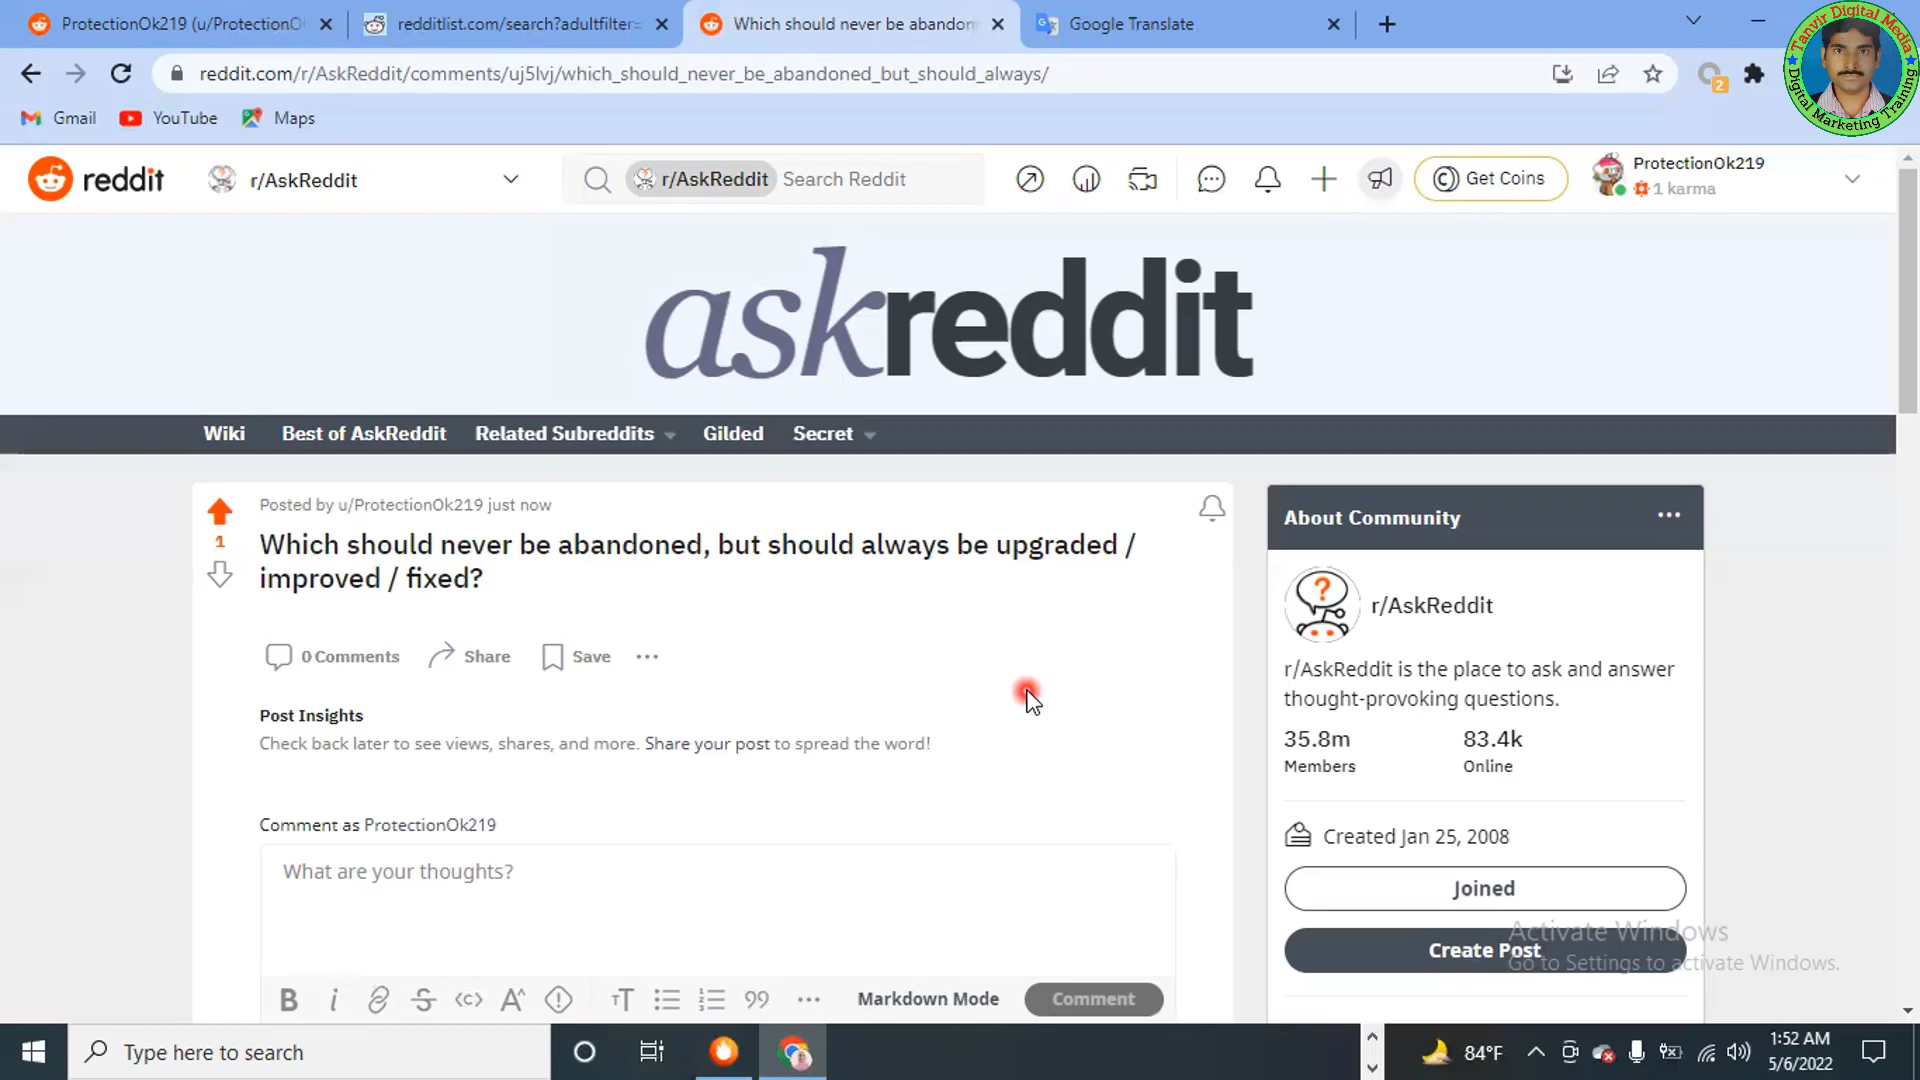 ProtectionOk219 (u/ProtectionO
redditlist.com/search?adultfilter=
Which should never be abandon
Google Translate
reddit.com/r/AskReddit/comments/uj5lvj/which_should_never_be_abandoned_but_should_always/
2
Tanvir Digital Media
Digital Marketing Training
Gmail
YouTube
Maps
reddit
r/AskReddit
r/AskReddit
Search Reddit
Get Coins
ProtectionOk219
1 karma
askreddit
Wiki
Best of AskReddit
Related Subreddits
Gilded
Secret
Posted by u/ProtectionOk219 just now
1
Which should never be abandoned, but should always be upgraded /
improved / fixed?
0 Comments
Share
Save
Post Insights
Check back later to see views, shares, and more. Share your post to spread the word!
Comment as ProtectionOk219
What are your thoughts?
Markdown Mode
Comment
About Community
r/AskReddit
r/AskReddit is the place to ask and answer
thought-provoking questions.
35.8m
83.4k
Members
Online
Created Jan 25, 2008
Joined
Create Post
Activate Windows
Go to Settings to activate Windows.
Type here to search
84°F
1:52 AM
5/6/2022